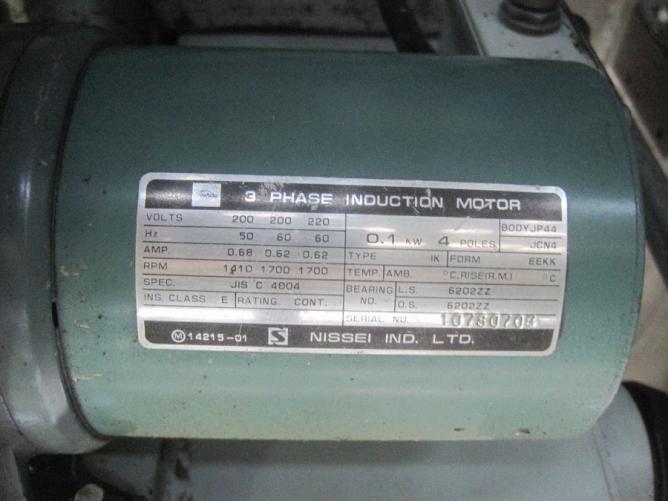 Toshiba 3 PHASE INDUCTION MOTOR
VOLTS 200 200 220
Hz 50 60 60
AMP. 0.68 0.62 0.62
RPM 1410 1700 1700
SPEC. JIS C 4004
INS. CLASS E RATING CONT.
0.1 KW 4 POLES
BODY JP44
JCN4
TYPE IK FORM EEKK
TEMP. AMB. °C, RISE(R.M.) °C
BEARING NO. L.S. 6202ZZ
O.S. 6202ZZ
SERIAL NO. 10780708
M 14215-01 S NISSEI IND. LTD.